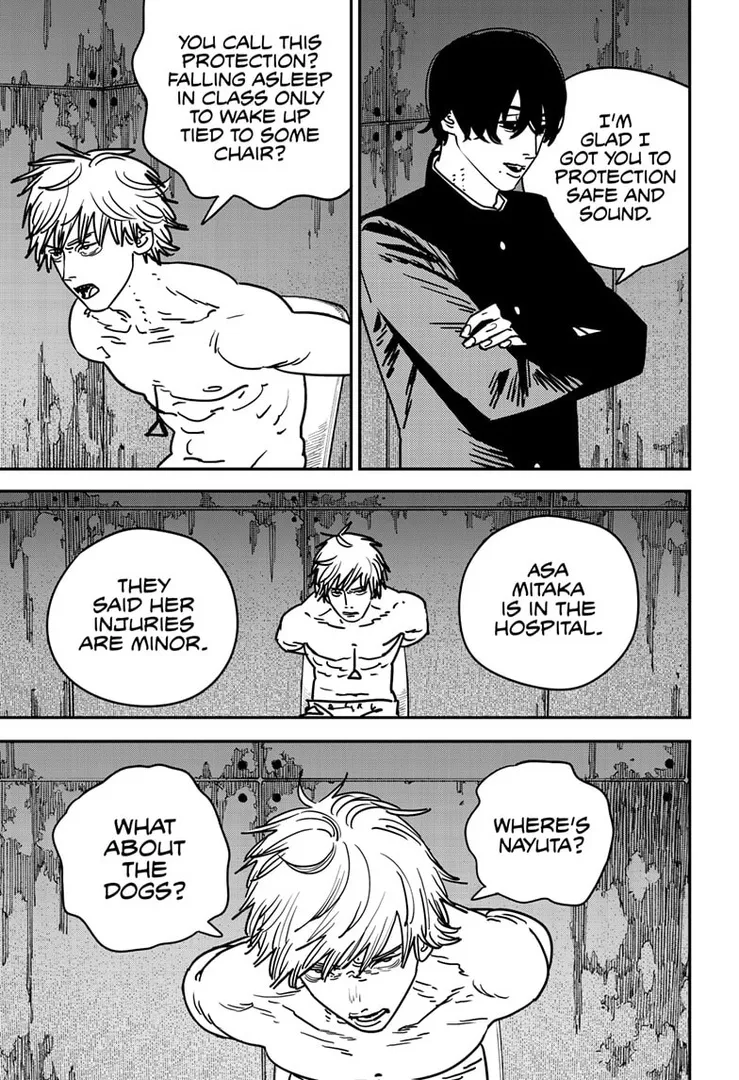 I'M
GLAD I
GOT YOU TO
PROTECTION
SAFE AND
SOUND.
YOU CALL THIS
PROTECTION?
FALLING ASLEEP
IN CLASS ONLY
TO WAKE UP
TIED TO SOME
CHAIR?
ASA
MITAKA
IS IN THE
HOSPITAL.
THEY
SAID HER
INJURIES
ARE MINOR.
WHERE'S
NAYUTA?
WHAT
ABOUT
THE
DOGS?